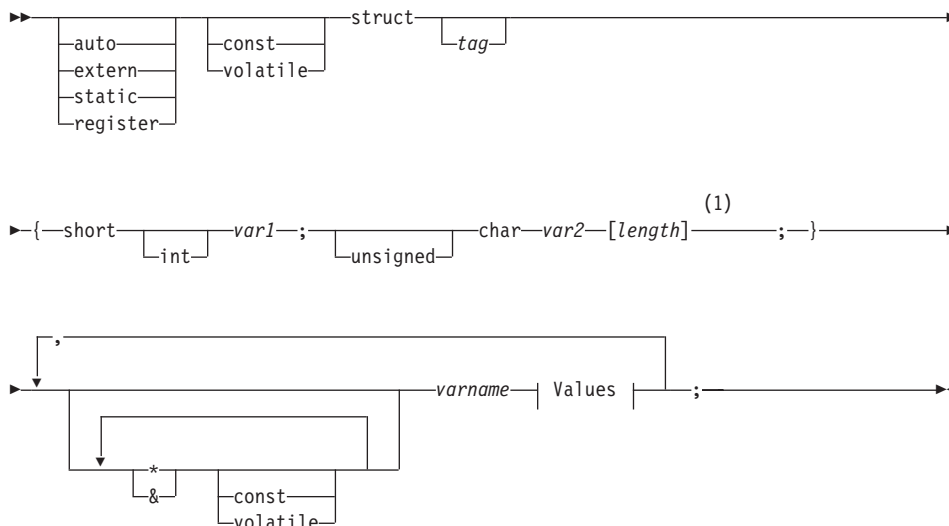 struct
auto const tag
extern volatile
static
register
(1)
{ short var1 ; char var2 [length] ; }
int unsigned
,
varname Values ;
*
& const
volatile